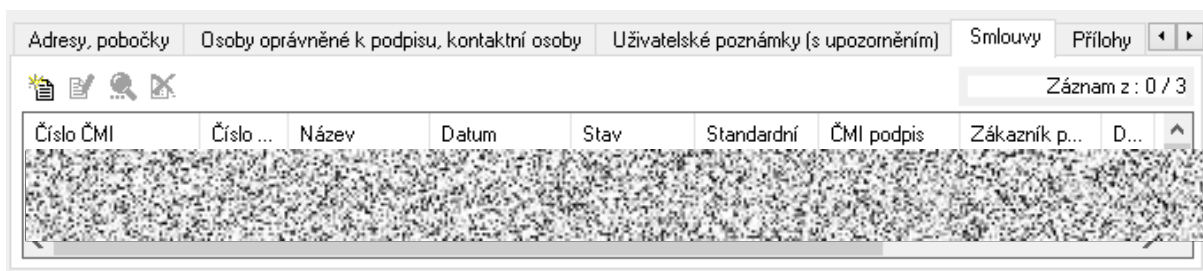 Adresy, pobočky Osoby oprávněné k podpisu, kontaktní osoby Uživatelské poznámky (s upozorněním) Smlouvy Přílohy
Záznam z : 0 / 3
Číslo ČMI Číslo ... Název Datum Stav Standardní ČMI podpis Zákazník p... D...